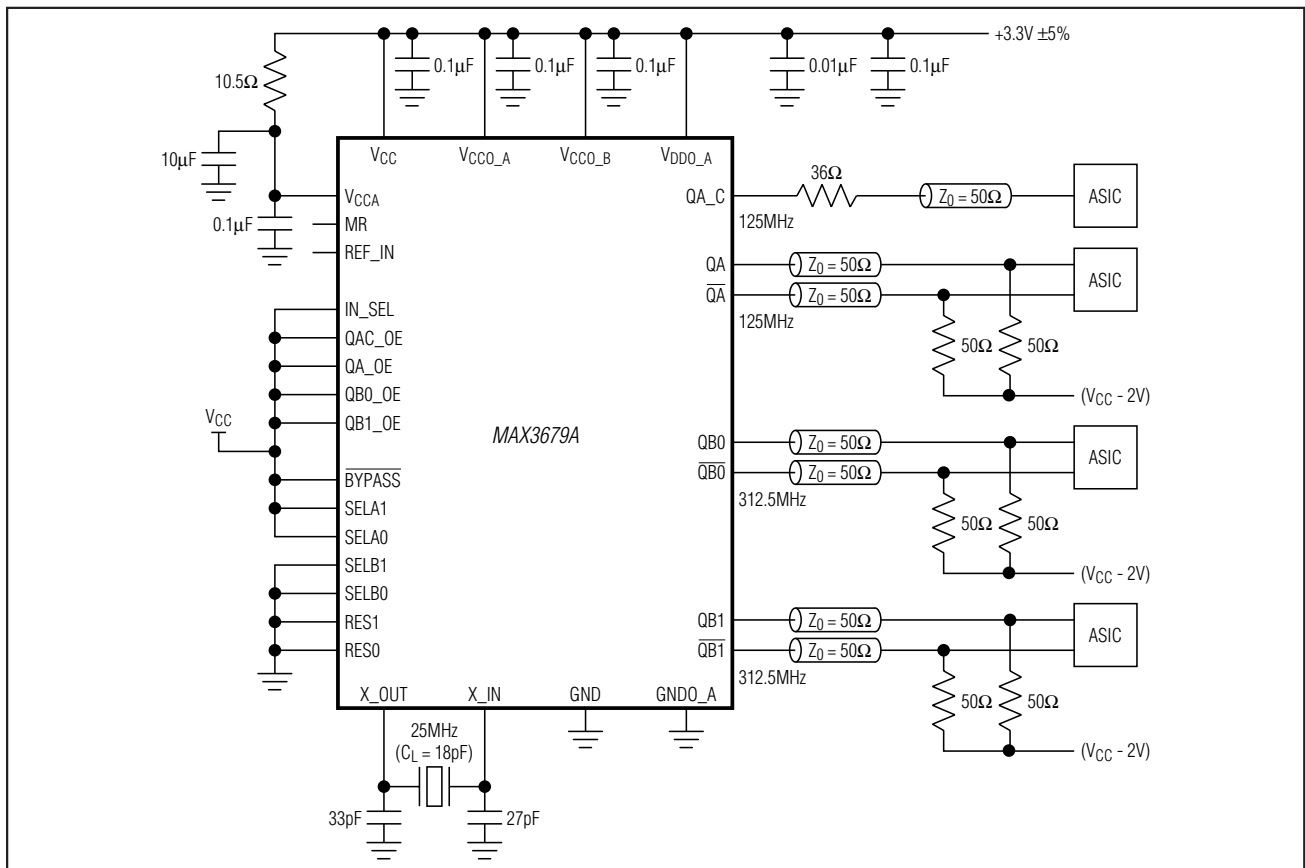 +3.3V ±5%
10.5Ω
0.1µF
0.1µF
0.1µF
0.01µF
0.1µF
10µF
0.1µF
VCC
VCCO_A
VCCO_B
VDDO_A
VCCA
MR
REF_IN
IN_SEL
QAC_OE
QA_OE
QB0_OE
QB1_OE
VCC
BYPASS
SELA1
SELA0
SELB1
SELB0
RES1
RES0
MAX3679A
QA_C
125MHz
36Ω
Z0 = 50Ω
ASIC
QA
Z0 = 50Ω
QA
Z0 = 50Ω
125MHz
ASIC
50Ω
50Ω
(VCC - 2V)
QB0
Z0 = 50Ω
QB0
Z0 = 50Ω
312.5MHz
ASIC
50Ω
50Ω
(VCC - 2V)
QB1
Z0 = 50Ω
QB1
Z0 = 50Ω
312.5MHz
ASIC
50Ω
50Ω
(VCC - 2V)
X_OUT
X_IN
GND
GNDO_A
25MHz
(CL = 18pF)
33pF
27pF